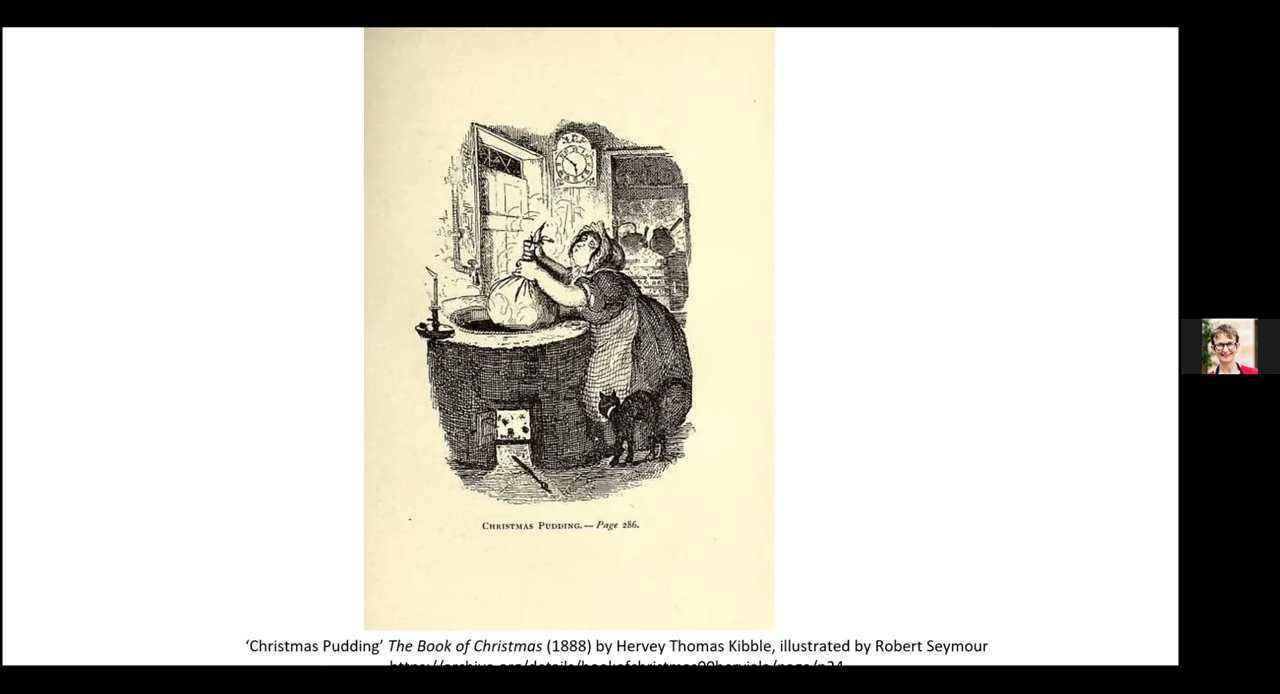 CHRISTMAS PUDDING.— Page 286.
‘Christmas Pudding’ The Book of Christmas (1888) by Hervey Thomas Kibble, illustrated by Robert Seymour